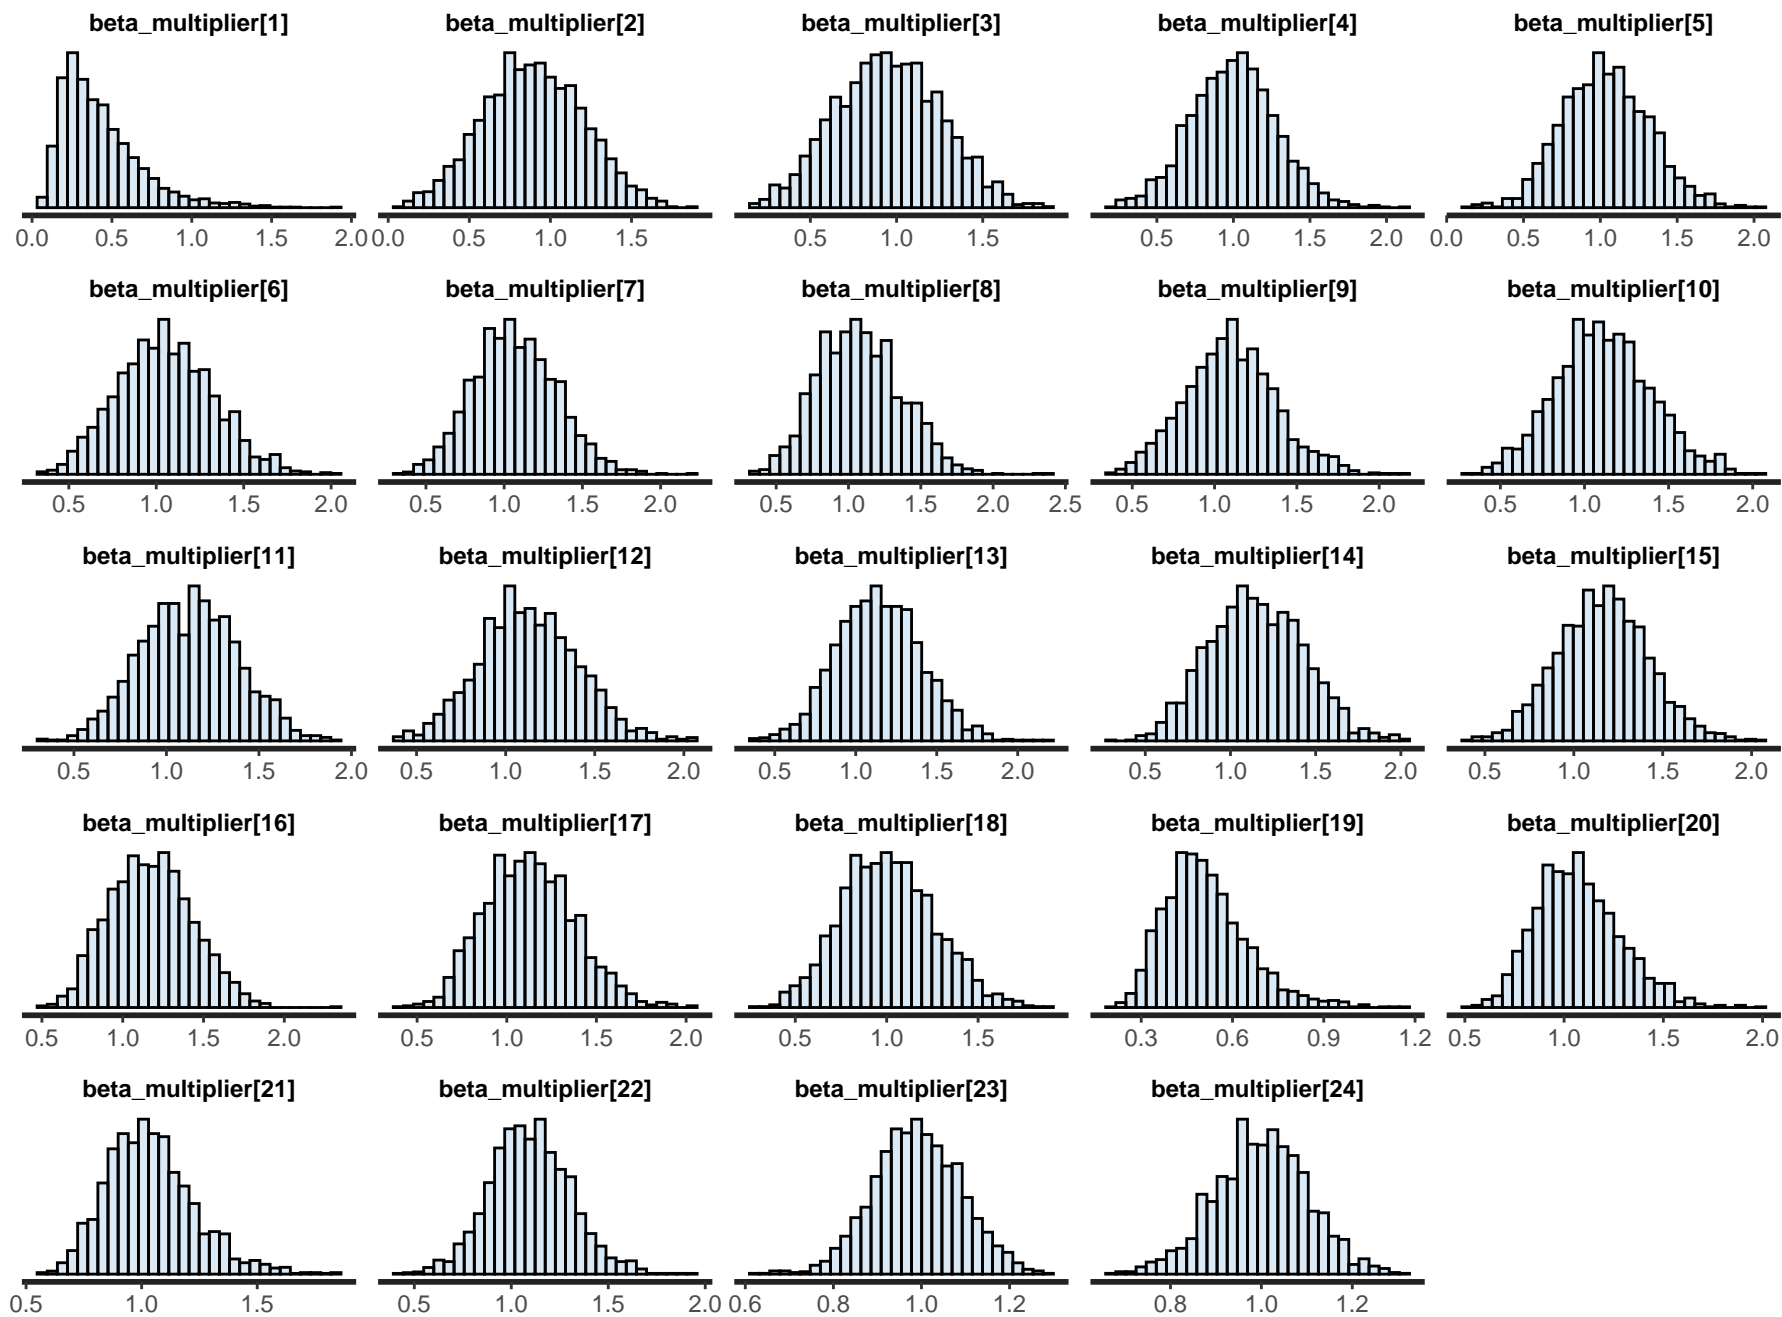 beta_multiplier[1] beta_multiplier[2] beta_multiplier[3] beta_multiplier[4] beta_multiplier[5]
0.0 0.5 1.0 1.5 2.0 0.0 0.5 1.0 1.5 0.5 1.0 1.5 0.5 1.0 1.5 2.0 0.0 0.5 1.0 1.5 2.0
beta_multiplier[6] beta_multiplier[7] beta_multiplier[8] beta_multiplier[9] beta_multiplier[10]
0.5 1.0 1.5 2.0 0.5 1.0 1.5 2.0 0.5 1.0 1.5 2.0 2.5 0.5 1.0 1.5 2.0 0.5 1.0 1.5 2.0
beta_multiplier[11] beta_multiplier[12] beta_multiplier[13] beta_multiplier[14] beta_multiplier[15]
0.5 1.0 1.5 2.0 0.5 1.0 1.5 2.0 0.5 1.0 1.5 2.0 0.5 1.0 1.5 2.0 0.5 1.0 1.5 2.0
beta_multiplier[16] beta_multiplier[17] beta_multiplier[18] beta_multiplier[19] beta_multiplier[20]
0.5 1.0 1.5 2.0 0.5 1.0 1.5 2.0 0.5 1.0 1.5 0.3 0.6 0.9 1.2 0.5 1.0 1.5 2.0
beta_multiplier[21] beta_multiplier[22] beta_multiplier[23] beta_multiplier[24]
0.5 1.0 1.5 0.5 1.0 1.5 2.0 0.6 0.8 1.0 1.2 0.8 1.0 1.2